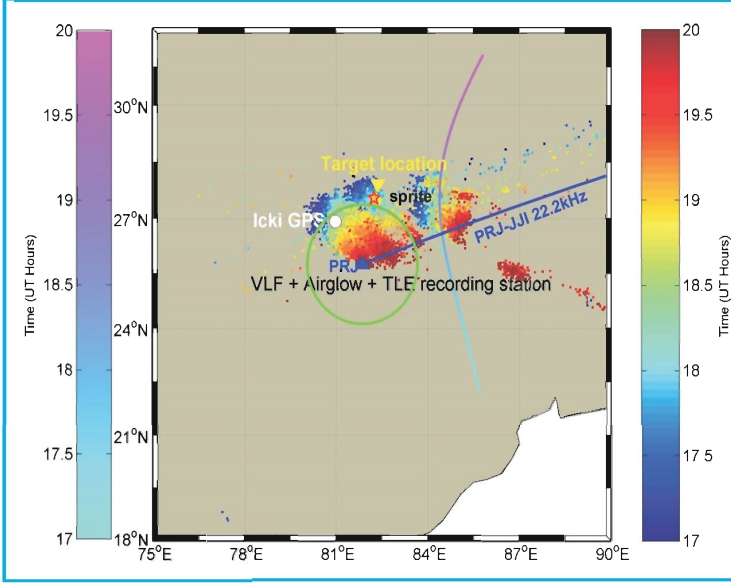 20
19.5
19
18.5
18
17.5
17
Time (UT Hours)
30°N
27°N
24°N
21°N
18°N
75°E
78°E
81°E
84°E
87°E
90°E
Target location
sprite
Icki GPS
PRJ-JJI 22.2kHz
PRJ
VLF + Airglow + TLE recording station
20
19.5
19
18.5
18
17 5
17
Time (UT Hours)